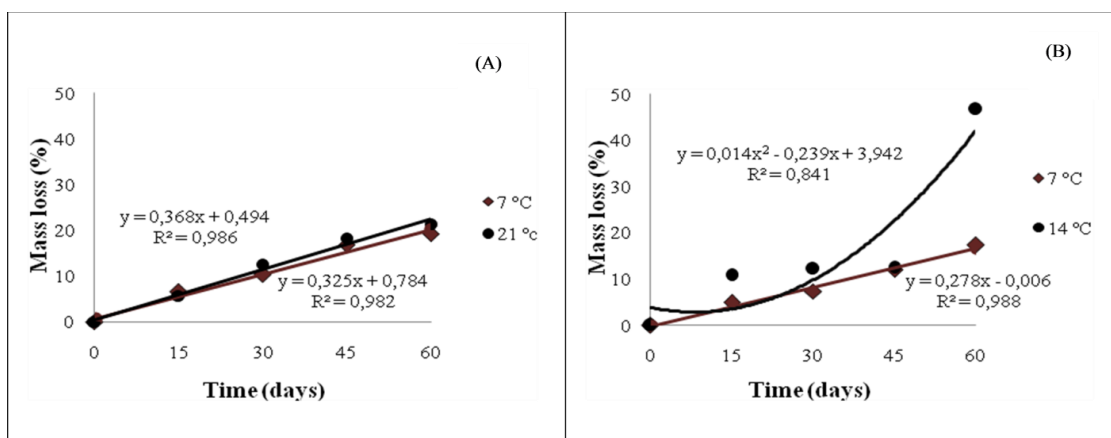 (A)
50
40
30
20
10
0
Mass loss (%)
y = 0,368x + 0,494
R² = 0,986
y = 0,325x + 0,784
R² = 0,982
7 °C
21 °c
0 15 30 45 60
Time (days)
(B)
50
40
30
20
10
0
Mass loss (%)
y = 0,014x² - 0,239x + 3,942
R² = 0,841
y = 0,278x - 0,006
R² = 0,988
7 °C
14 °C
0 15 30 45 60
Time (days)